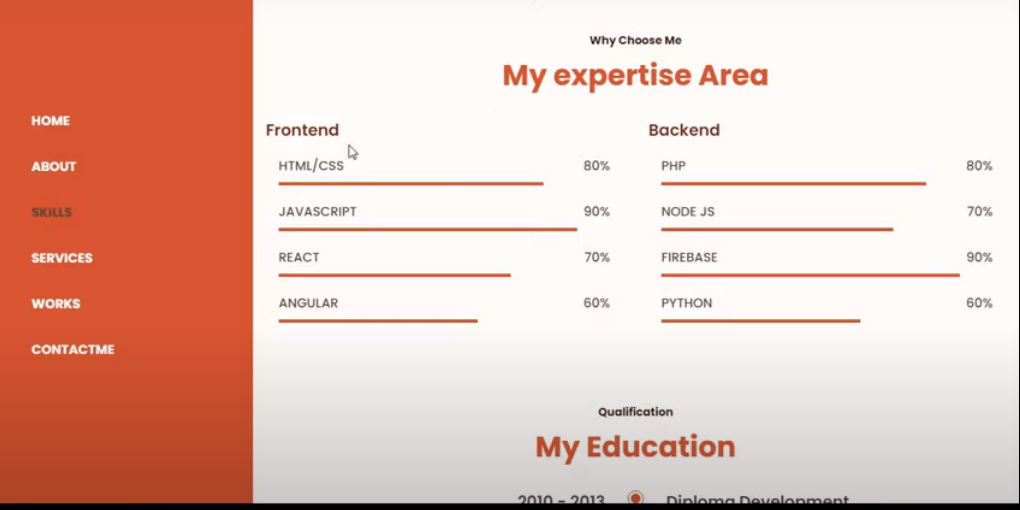 HOME
ABOUT
SKILLS
SERVICES
WORKS
CONTACTME
Why Choose Me
My expertise Area
Frontend
HTML/CSS 80%
JAVASCRIPT 90%
REACT 70%
ANGULAR 60%
Backend
PHP 80%
NODE JS 70%
FIREBASE 90%
PYTHON 60%
Qualification
My Education
2010 - 2013 Diploma Development